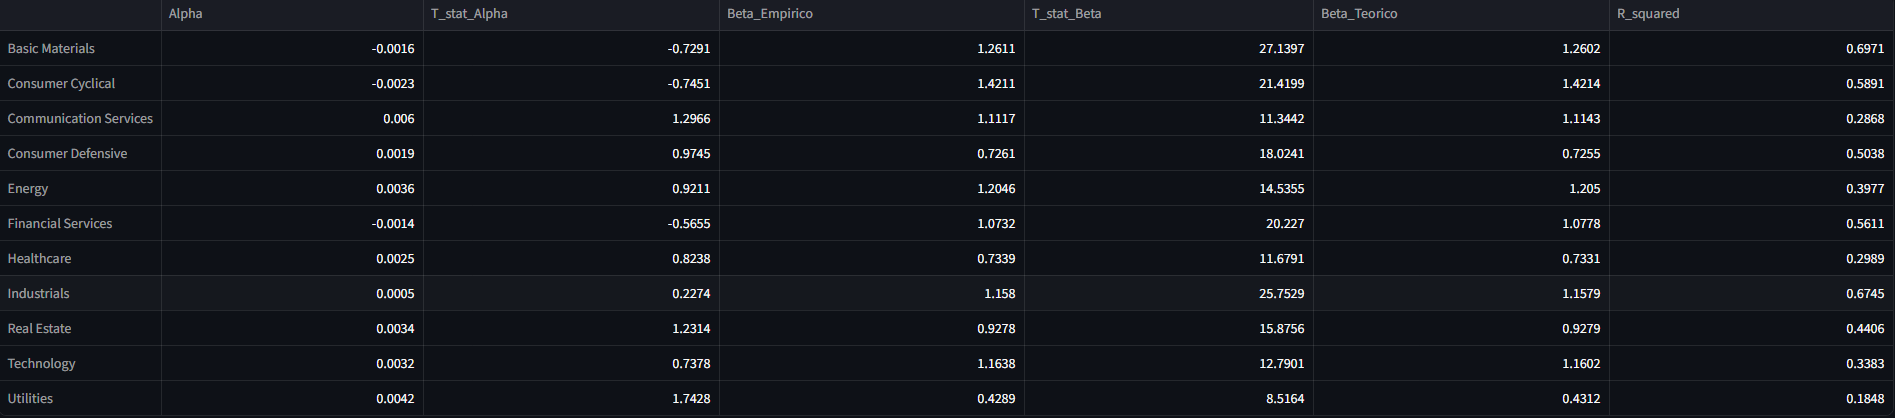 Alpha T_stat_Alpha Beta_Empirico T_stat_Beta Beta_Teorico R_squared
Basic Materials -0.0016 -0.7291 1.2611 27.1397 1.2602 0.6971
Consumer Cyclical -0.0023 -0.7451 1.4211 21.4199 1.4214 0.5891
Communication Services 0.006 1.2966 1.1117 11.3442 1.1143 0.2868
Consumer Defensive 0.0019 0.9745 0.7261 18.0241 0.7255 0.5038
Energy 0.0036 0.9211 1.2046 14.5355 1.205 0.3977
Financial Services -0.0014 -0.5655 1.0732 20.227 1.0778 0.5611
Healthcare 0.0025 0.8238 0.7339 11.6791 0.7331 0.2989
Industrials 0.0005 0.2274 1.158 25.7529 1.1579 0.6745
Real Estate 0.0034 1.2314 0.9278 15.8756 0.9279 0.4406
Technology 0.0032 0.7378 1.1638 12.7901 1.1602 0.3383
Utilities 0.0042 1.7428 0.4289 8.5164 0.4312 0.1848